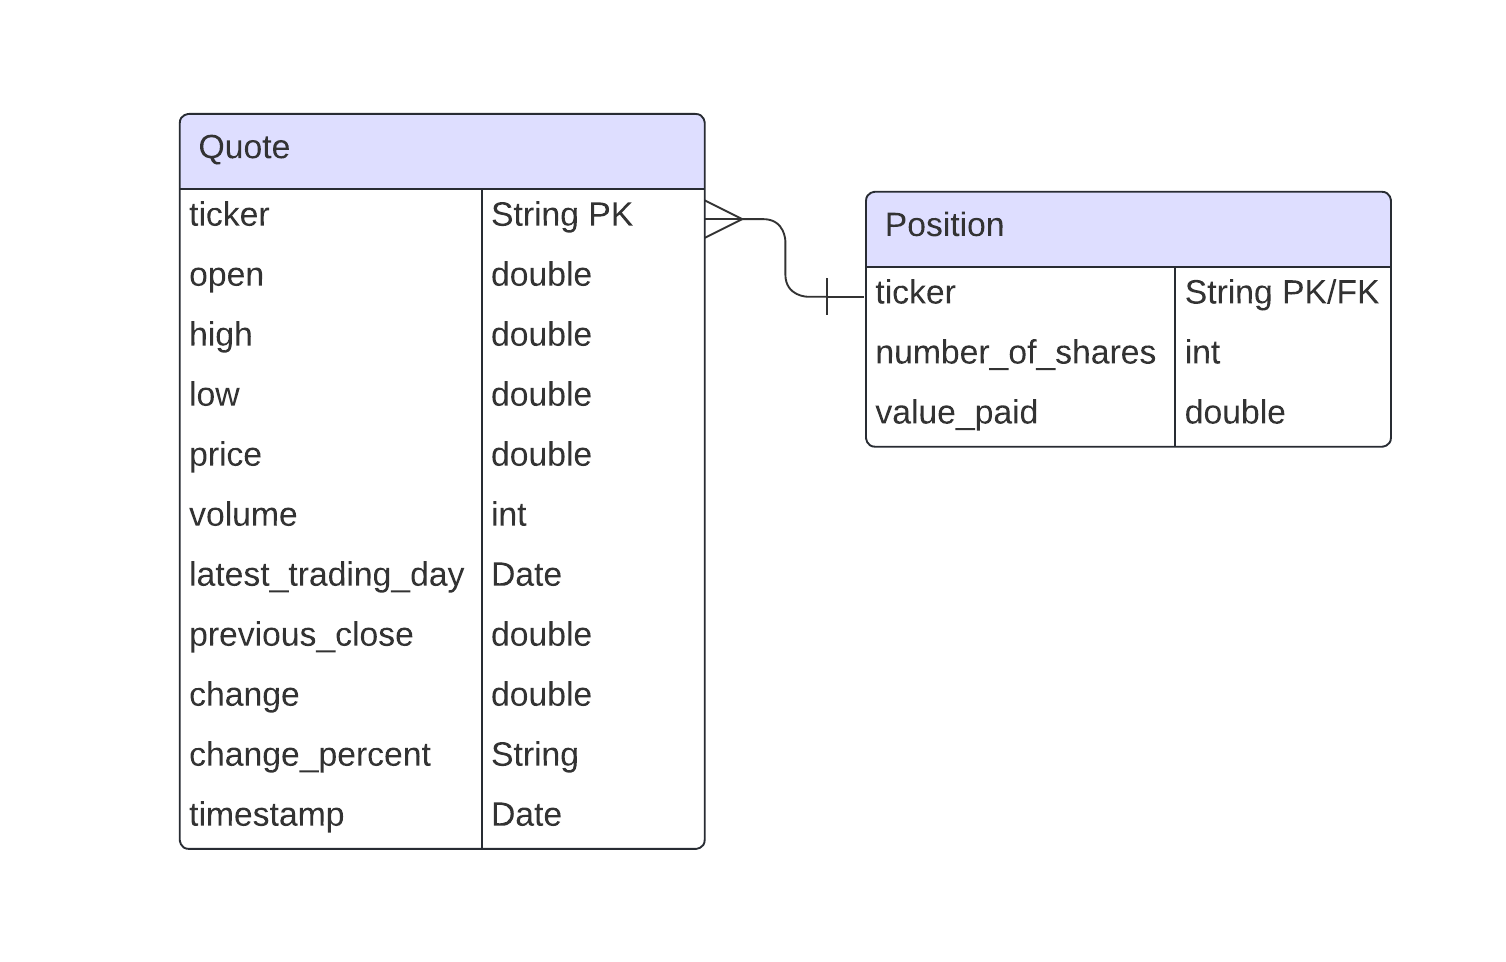 Quote
ticker String PK
open double
high double
low double
price double
volume int
latest_trading_day Date
previous_close double
change double
change_percent String
timestamp Date
Position
ticker String PK/FK
number_of_shares int
value_paid double